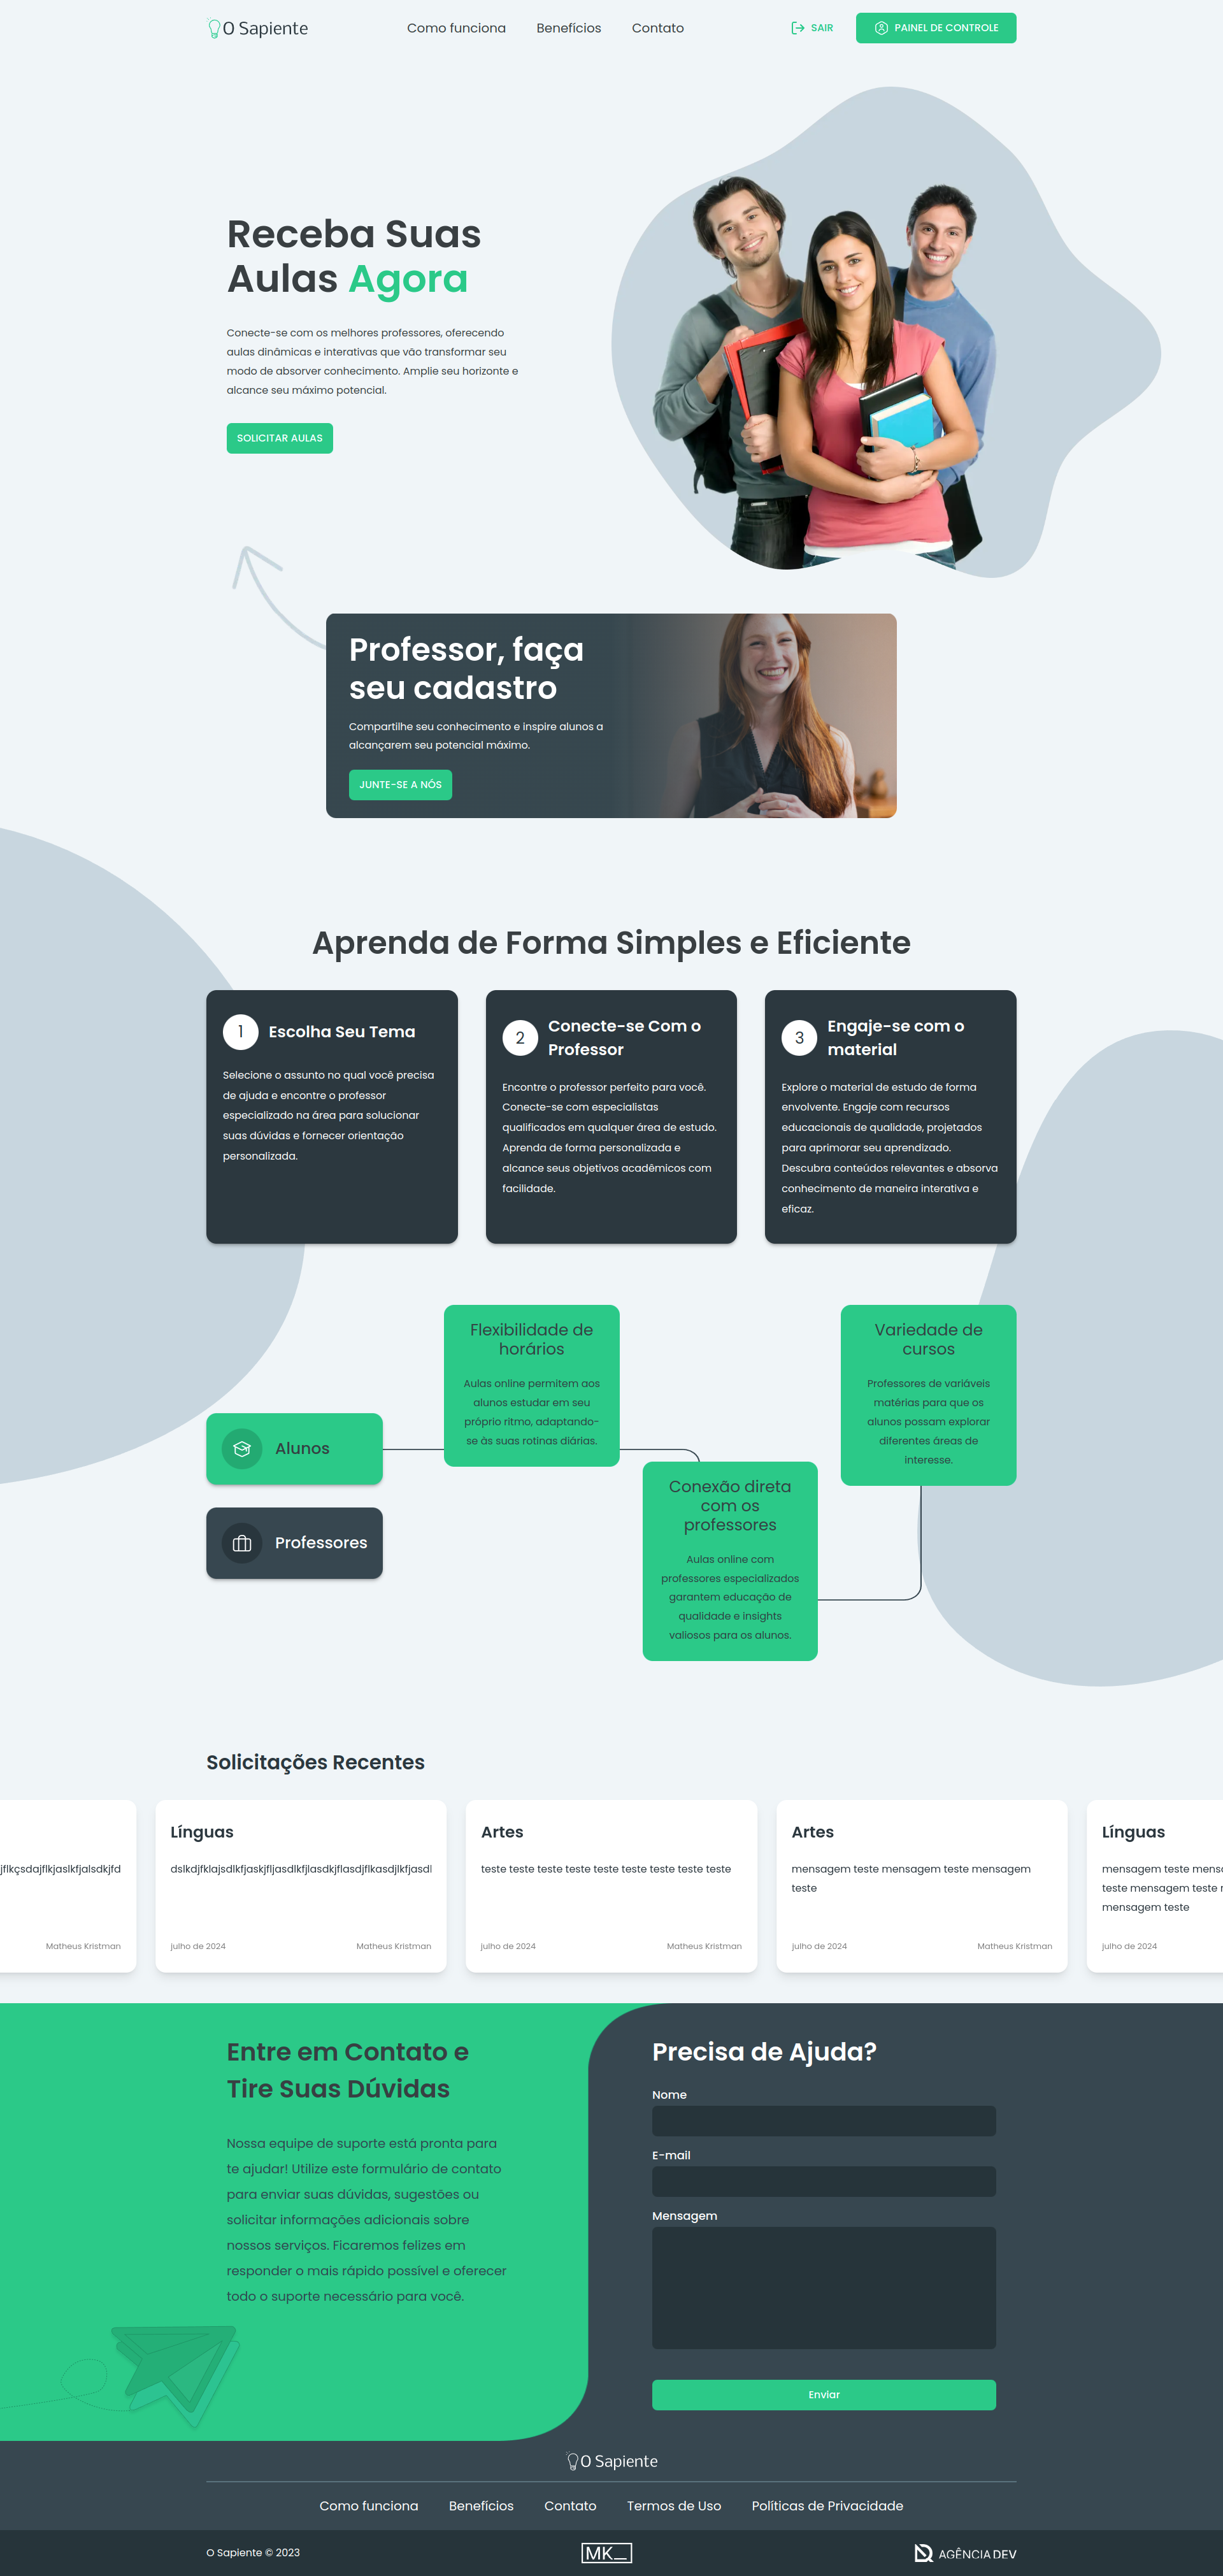 O Sapiente
Como funciona
Benefícios
Contato
SAIR
PAINEL DE CONTROLE
Receba Suas
Aulas Agora
Conecte-se com os melhores professores, oferecendo
aulas dinâmicas e interativas que vão transformar seu
modo de absorver conhecimento. Amplie seu horizonte e
alcance seu máximo potencial.
SOLICITAR AULAS
Professor, faça
seu cadastro
Compartilhe seu conhecimento e inspire alunos a
alcançarem seu potencial máximo.
JUNTE-SE A NÓS
Aprenda de Forma Simples e Eficiente
1
Escolha Seu Tema
Selecione o assunto no qual você precisa
de ajuda e encontre o professor
especializado na área para solucionar
suas dúvidas e fornecer orientação
personalizada.
2
Conecte-se Com o
Professor
Encontre o professor perfeito para você.
Conecte-se com especialistas
qualificados em qualquer área de estudo.
Aprenda de forma personalizada e
alcance seus objetivos acadêmicos com
facilidade.
3
Engaje-se com o
material
Explore o material de estudo de forma
envolvente. Engaje com recursos
educacionais de qualidade, projetados
para aprimorar seu aprendizado.
Descubra conteúdos relevantes e absorva
conhecimento de maneira interativa e
eficaz.
Alunos
Professores
Flexibilidade de
horários
Aulas online permitem aos
alunos estudar em seu
próprio ritmo, adaptando-
se às suas rotinas diárias.
Conexão direta
com os
professores
Aulas online com
professores especializados
garantem educação de
qualidade e insights
valiosos para os alunos.
Variedade de
cursos
Professores de variáveis
matérias para que os
alunos possam explorar
diferentes áreas de
interesse.
Solicitações Recentes
jflkçsdajflkjaslkfjalsdkjfd
Matheus Kristman
Línguas
dslkdjfklajsdlkfjaskjfljasdlkfjlasdkjflasdjflkasdjlkfjasdl
julho de 2024
Matheus Kristman
Artes
teste teste teste teste teste teste teste teste teste teste
julho de 2024
Matheus Kristman
Artes
mensagem teste mensagem teste mensagem
teste
julho de 2024
Matheus Kristman
Línguas
mensagem teste
teste mensagem teste
mensagem teste
julho de 2024
Entre em Contato e
Tire Suas Dúvidas
Nossa equipe de suporte está pronta para
te ajudar! Utilize este formulário de contato
para enviar suas dúvidas, sugestões ou
solicitar informações adicionais sobre
nossos serviços. Ficaremos felizes em
responder o mais rápido possível e oferecer
todo o suporte necessário para você.
Precisa de Ajuda?
Nome
E-mail
Mensagem
Enviar
O Sapiente
Como funciona
Benefícios
Contato
Termos de Uso
Políticas de Privacidade
O Sapiente © 2023
MK_
AGÊNCIA DEV